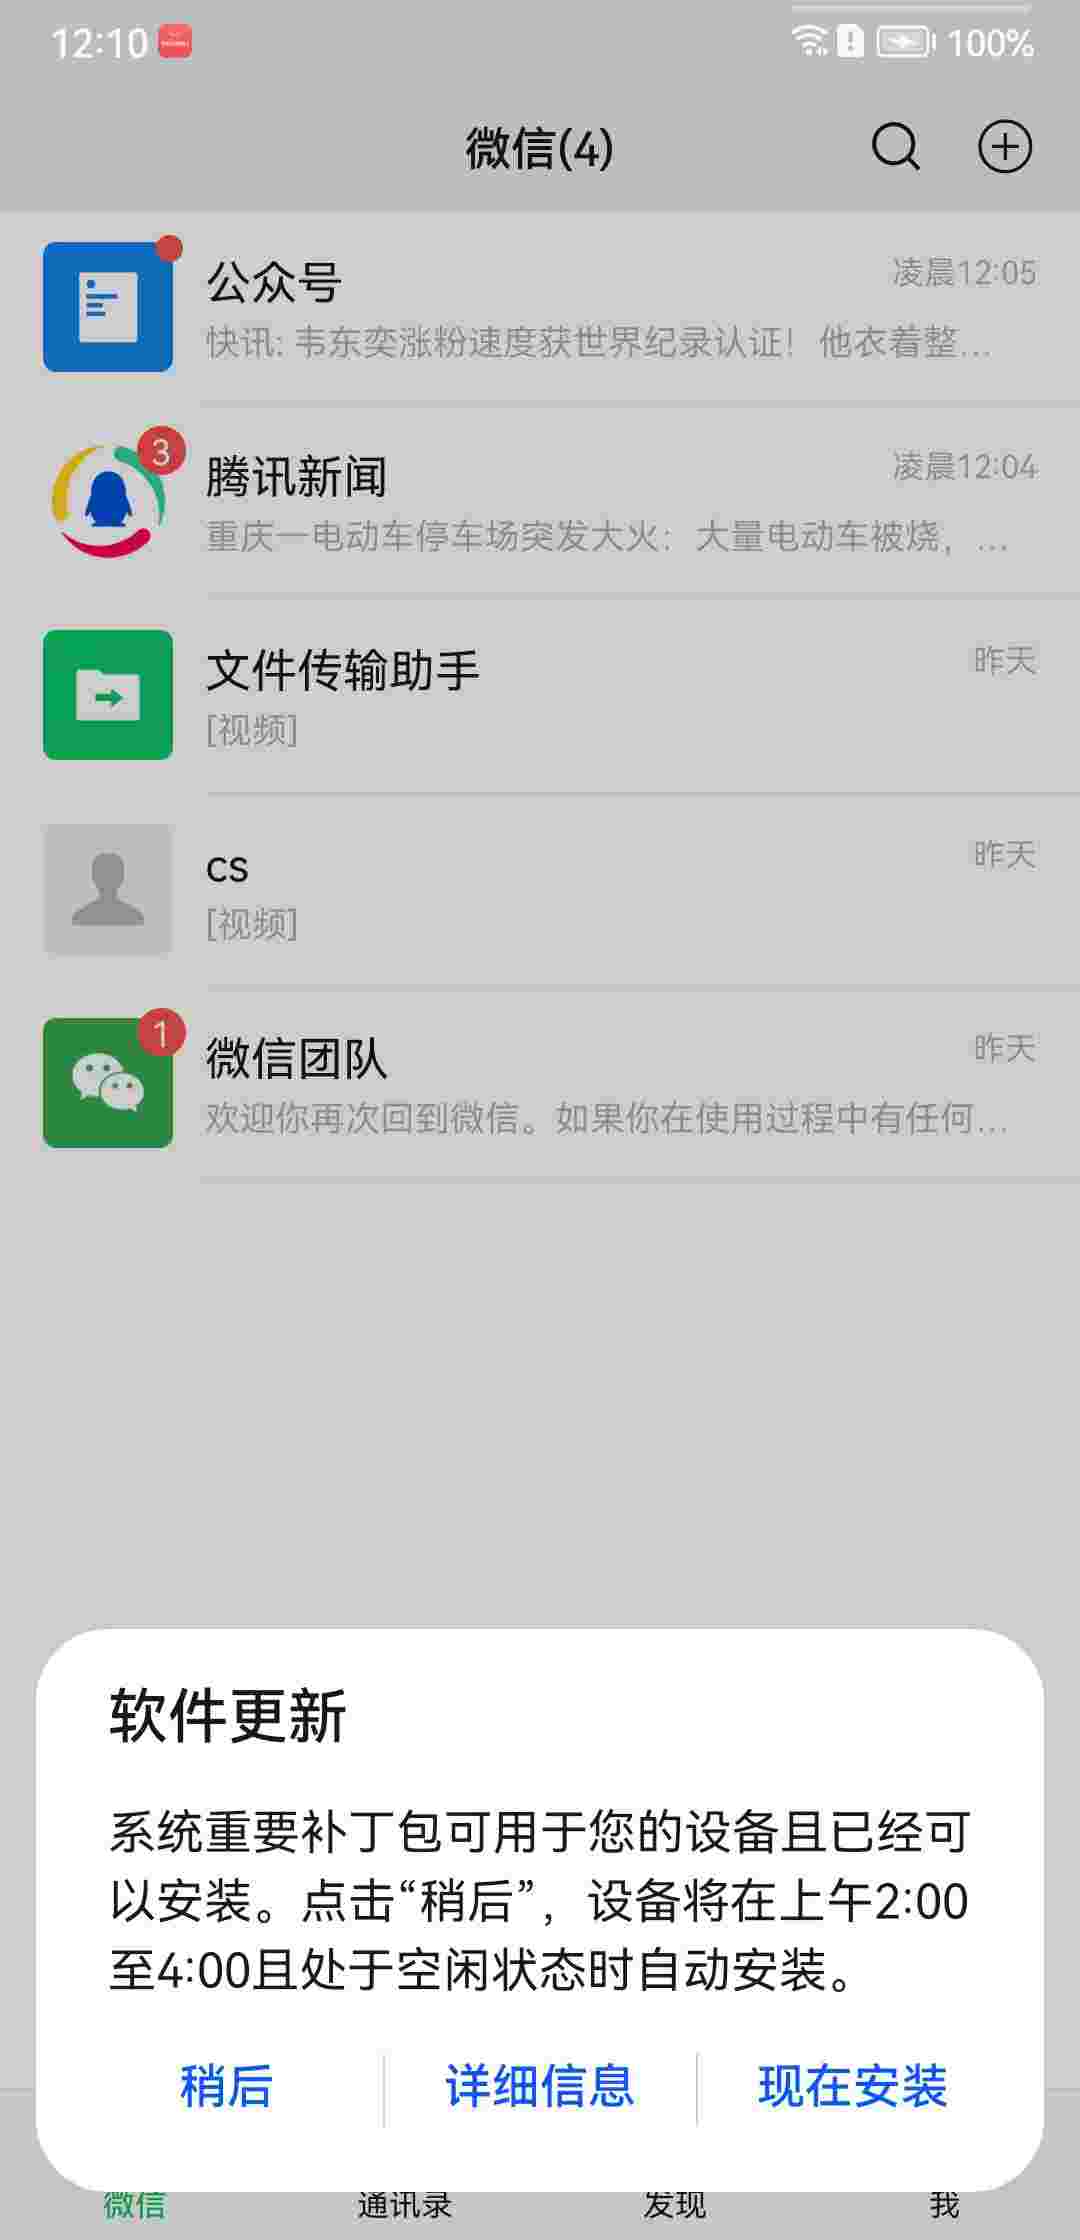 12:10
100%
微信(4)
公众号
凌晨12:05
快讯: 韦东奕涨粉速度获世界纪录认证！他衣着整...
3
腾讯新闻
凌晨12:04
重庆一电动车停车场突发大火：大量电动车被烧，...
文件传输助手
昨天
[视频]
cs
昨天
[视频]
1
微信团队
昨天
欢迎你再次回到微信。如果你在使用过程中有任何...
软件更新
系统重要补丁包可用于您的设备且已经可
以安装。点击“稍后”，设备将在上午2:00
至4:00且处于空闲状态时自动安装。
稍后
详细信息
现在安装
微信
通讯录
发现
我